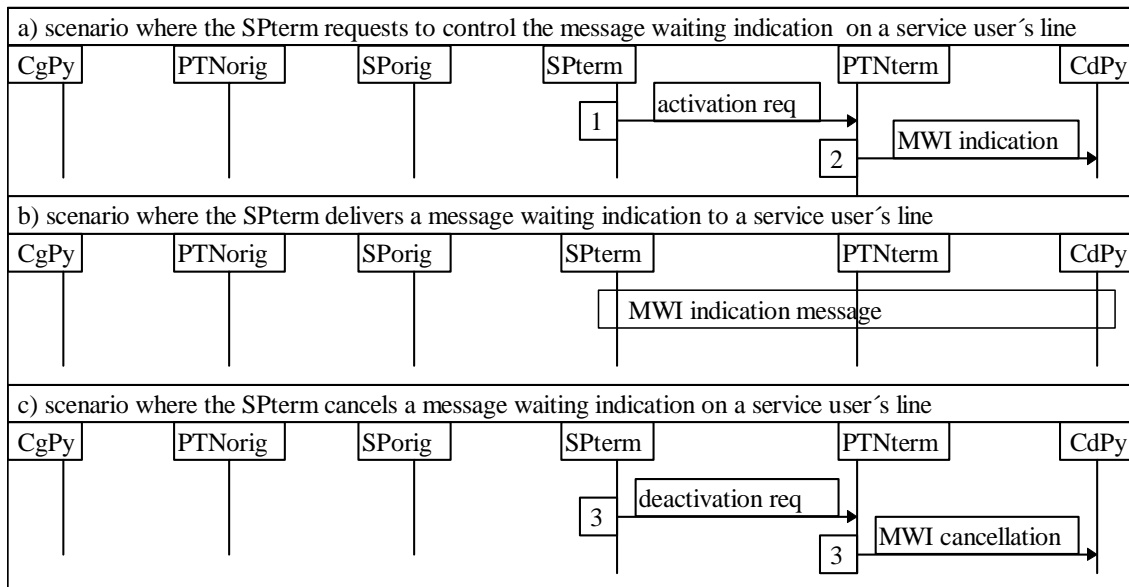 a) scenario where the SPterm requests to control the message waiting indication on a service user´s line
CgPy PTNorig SPorig SPterm PTNterm CdPy
1 activation req
2 MWI indication
b) scenario where the SPterm delivers a message waiting indication to a service user´s line
CgPy PTNorig SPorig SPterm PTNterm CdPy
MWI indication message
c) scenario where the SPterm cancels a message waiting indication on a service user´s line
CgPy PTNorig SPorig SPterm PTNterm CdPy
3 deactivation req
3 MWI cancellation